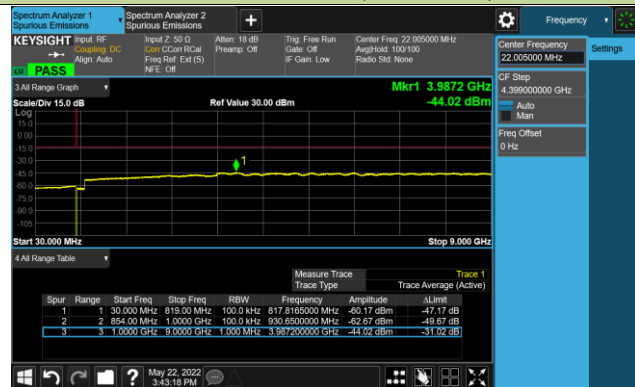 Spectrum Analyzer 1
Spurious Emissions
Spectrum Analyzer 2
Spurious Emissions
+
Frequency
KEYSIGHT
Input: RF
Coupling: DC
Align: Auto
Input Z: 50 Ω
Corr CCorr RCal
Freq Ref: Ext (S)
NFE: Off
Atten: 18 dB
Preamp: Off
Trig: Free Run
Gate: Off
IF Gain: Low
Center Freq: 22.005000 MHz
Avg|Hold: 100/100
Radio Std: None
PASS
Center Frequency
22.005000 MHz
Settings
CF Step
4.399000000 GHz
Auto
Man
Freq Offset
0 Hz
3 All Range Graph
Mkr1 3.9872 GHz
Scale/Div 15.0 dB
Ref Value 30.00 dBm
-44.02 dBm
Log
15.0
0.00
-15.0
-30.0
-45.0
-60.0
-75.0
-90.0
-105
1
Start 30.000 MHz
Stop 9.000 GHz
4 All Range Table
Measure Trace
Trace 1
Trace Type
Trace Average (Active)
Spur Range Start Freq Stop Freq RBW Frequency Amplitude ΔLimit
1 1 30.000 MHz 819.00 MHz 100.0 kHz 817.8165000 MHz -60.17 dBm -47.17 dB
2 2 854.00 MHz 1.0000 GHz 100.0 kHz 930.6500000 MHz -62.67 dBm -49.67 dB
3 3 1.0000 GHz 9.0000 GHz 1.000 MHz 3.987200000 GHz -44.02 dBm -31.02 dB
?
May 22, 2022
3:43:18 PM